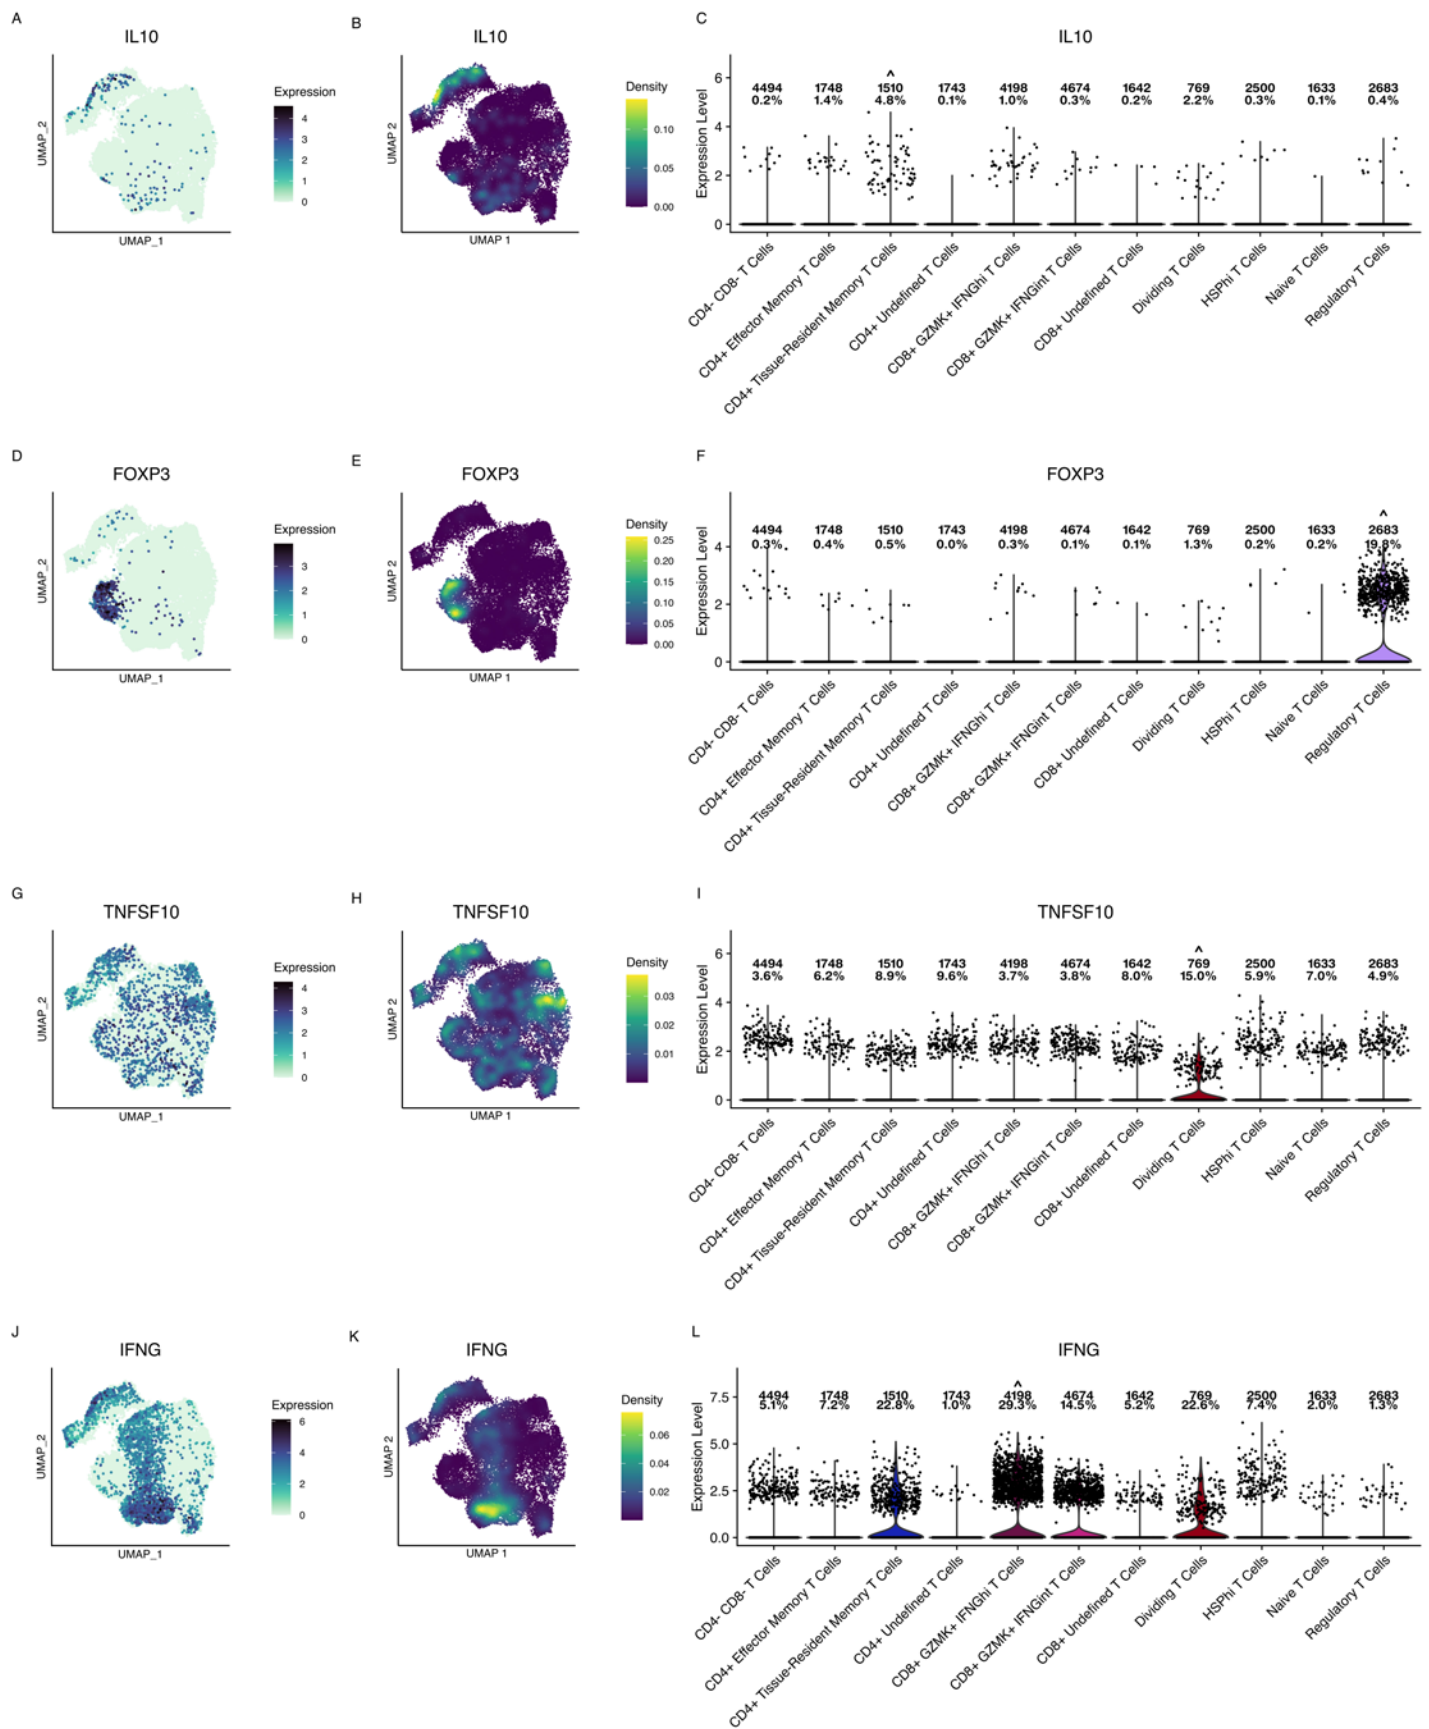 A
IL10
Expression
4
3
2
1
0
UMAP_2
UMAP_1
B
IL10
Density
0.10
0.05
0.00
UMAP 2
UMAP 1
C
IL10
^
4494 1748 1510 1743 4198 4674 1642 769 2500 1633 2683
0.2% 1.4% 4.8% 0.1% 1.0% 0.3% 0.2% 2.2% 0.3% 0.1% 0.4%
Expression Level
6
4
2
0
CD4- CD8- T Cells
CD4+ Effector Memory T Cells
CD4+ Tissue-Resident Memory T Cells
CD4+ Undefined T Cells
CD8+ GZMK+ IFNGhi T Cells
CD8+ GZMK+ IFNGint T Cells
CD8+ Undefined T Cells
Dividing T Cells
HSPhi T Cells
Naive T Cells
Regulatory T Cells
D
FOXP3
Expression
3
2
1
0
UMAP_2
UMAP_1
E
FOXP3
Density
0.25
0.20
0.15
0.10
0.05
0.00
UMAP 2
UMAP 1
F
FOXP3
^
4494 1748 1510 1743 4198 4674 1642 769 2500 1633 2683
0.3% 0.4% 0.5% 0.0% 0.3% 0.1% 0.1% 1.3% 0.2% 0.2% 19.8%
Expression Level
4
2
0
CD4- CD8- T Cells
CD4+ Effector Memory T Cells
CD4+ Tissue-Resident Memory T Cells
CD4+ Undefined T Cells
CD8+ GZMK+ IFNGhi T Cells
CD8+ GZMK+ IFNGint T Cells
CD8+ Undefined T Cells
Dividing T Cells
HSPhi T Cells
Naive T Cells
Regulatory T Cells
G
TNFSF10
Expression
4
3
2
1
0
UMAP_2
UMAP_1
H
TNFSF10
Density
0.03
0.02
0.01
UMAP 2
UMAP 1
I
TNFSF10
^
4494 1748 1510 1743 4198 4674 1642 769 2500 1633 2683
3.6% 6.2% 8.9% 9.6% 3.7% 3.8% 8.0% 15.0% 5.9% 7.0% 4.9%
Expression Level
6
4
2
0
CD4- CD8- T Cells
CD4+ Effector Memory T Cells
CD4+ Tissue-Resident Memory T Cells
CD4+ Undefined T Cells
CD8+ GZMK+ IFNGhi T Cells
CD8+ GZMK+ IFNGint T Cells
CD8+ Undefined T Cells
Dividing T Cells
HSPhi T Cells
Naive T Cells
Regulatory T Cells
J
IFNG
Expression
6
4
2
0
UMAP_2
UMAP_1
K
IFNG
Density
0.06
0.04
0.02
UMAP 2
UMAP 1
L
IFNG
^
4494 1748 1510 1743 4198 4674 1642 769 2500 1633 2683
5.1% 7.2% 22.8% 1.0% 29.3% 14.5% 5.2% 22.6% 7.4% 2.0% 1.3%
Expression Level
7.5
5.0
2.5
0.0
CD4- CD8- T Cells
CD4+ Effector Memory T Cells
CD4+ Tissue-Resident Memory T Cells
CD4+ Undefined T Cells
CD8+ GZMK+ IFNGhi T Cells
CD8+ GZMK+ IFNGint T Cells
CD8+ Undefined T Cells
Dividing T Cells
HSPhi T Cells
Naive T Cells
Regulatory T Cells